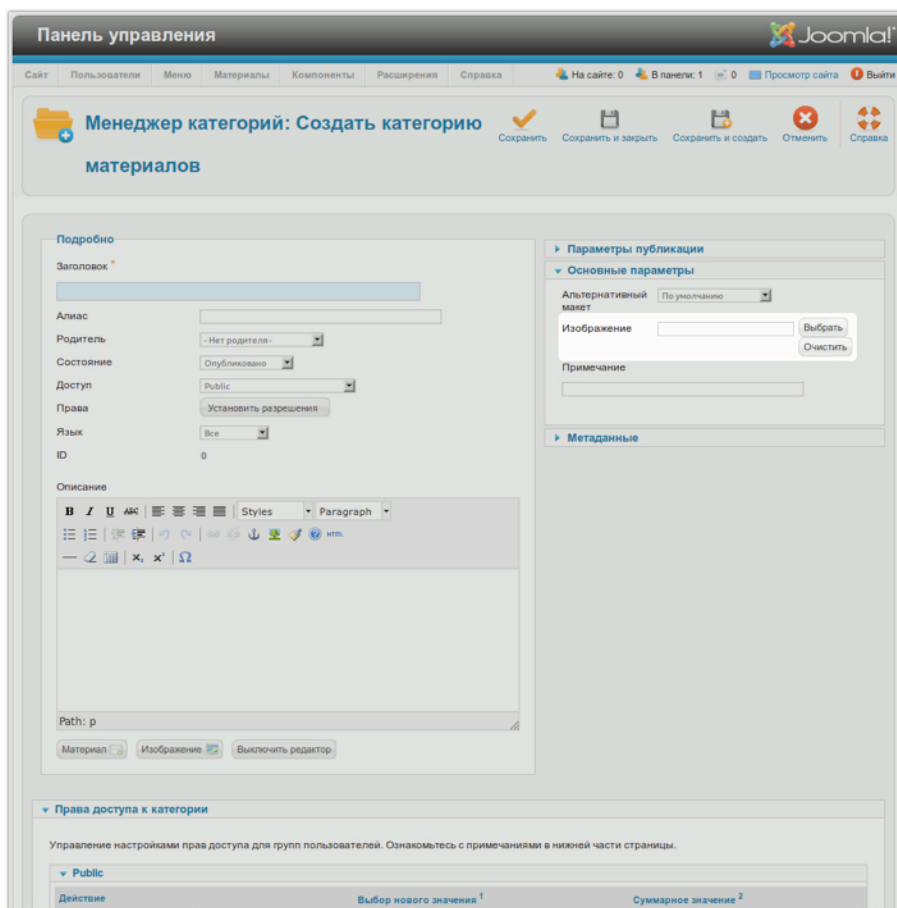 Панель управления
Joomla!
Сайт Пользователи Меню Материалы Компоненты Расширения Справка На сайте: 0 В панели: 1 0 Просмотр сайта Выйти
Менеджер категорий: Создать категорию
материалов
Сохранить Сохранить и закрыть Сохранить и создать Отменить Справка
Подробно
Заголовок *
Алиас
Родитель - Нет родителя -
Состояние Опубликовано
Доступ Public
Права Установить разрешения
Язык Все
ID 0
Описание
B I U ABC Styles Paragraph
HTML
x, x² Ω
Path: p
Материал Изображение Выключить редактор
Параметры публикации
Основные параметры
Альтернативный По умолчанию
макет
Изображение Выбрать
Очистить
Примечание
Метаданные
Права доступа к категории
Управление настройками прав доступа для групп пользователей. Ознакомьтесь с примечаниями в нижней части страницы.
Public
Действие Выбор нового значения 1 Суммарное значение 2